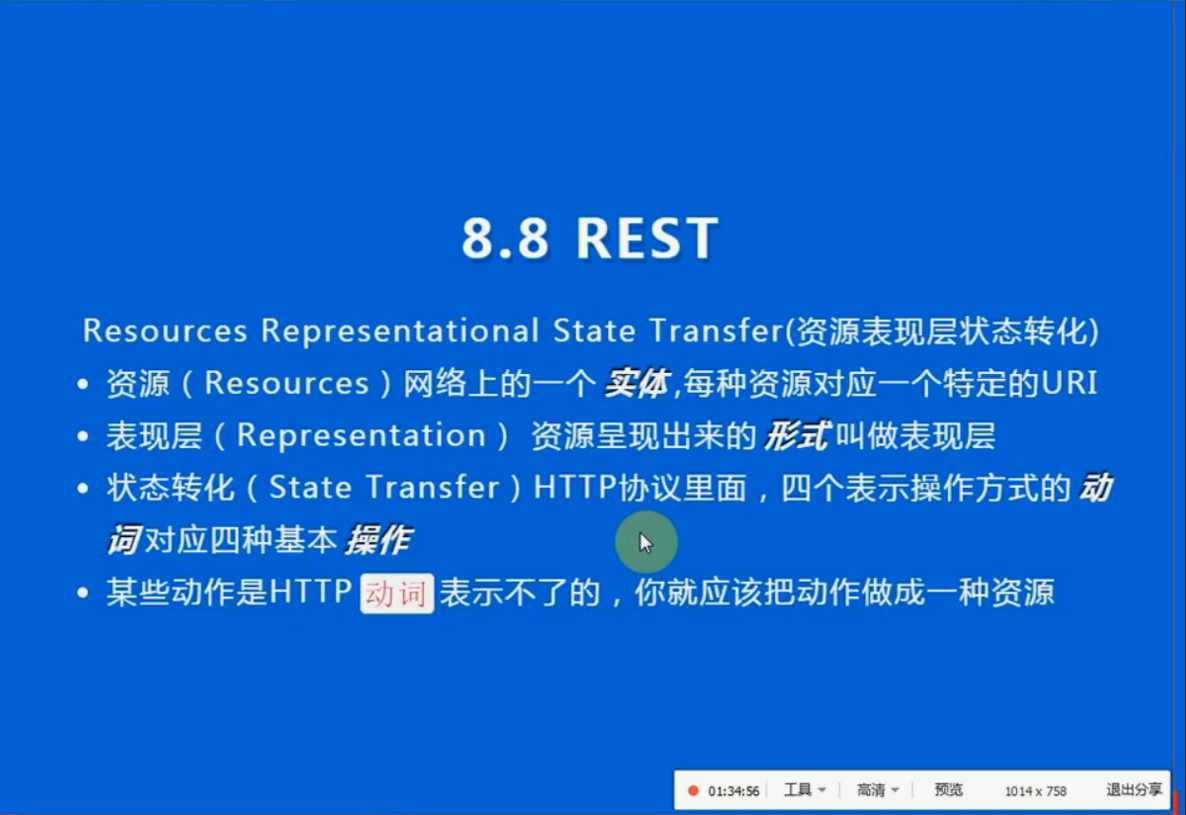 8.8 REST
Resources Representational State Transfer(资源表现层状态转化)
• 资源（Resources）网络上的一个 实体,每种资源对应一个特定的URI
• 表现层（Representation） 资源呈现出来的 形式 叫做表现层
• 状态转化（State Transfer）HTTP协议里面，四个表示操作方式的 动
词 对应四种基本 操作
• 某些动作是HTTP 动词 表示不了的，你就应该把动作做成一种资源
01:34:56 工具 高清 预览 1014 x 758 退出分享